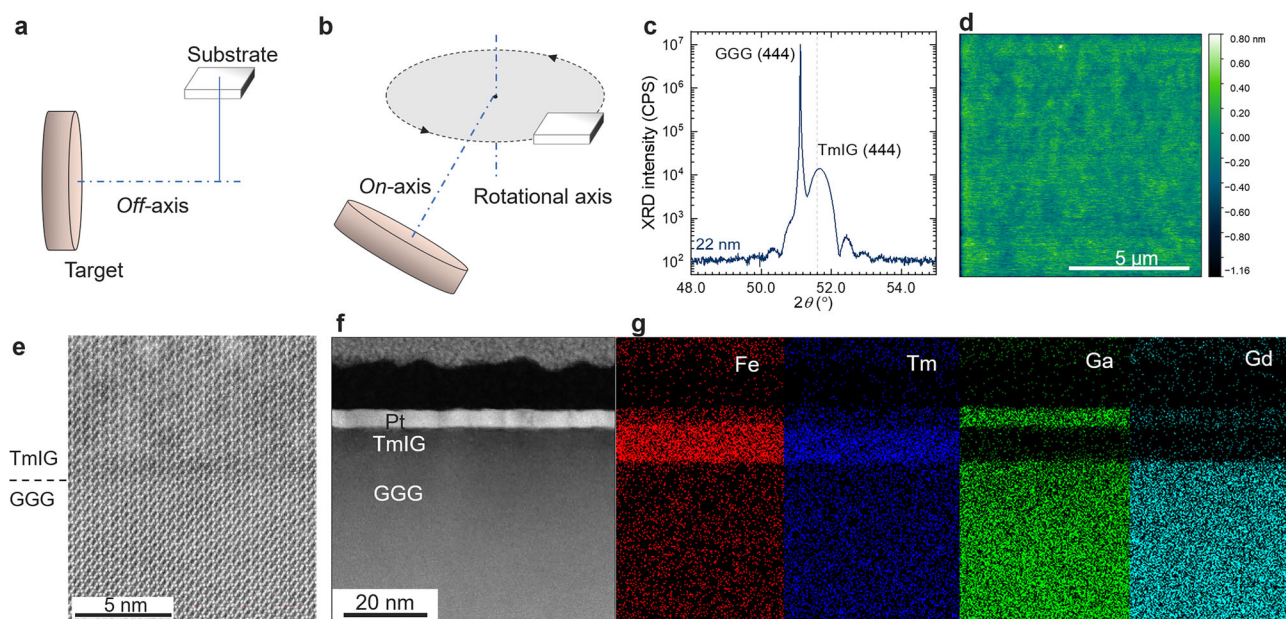 a
Substrate
Off-axis
Target
b
On-axis
Rotational axis
c
XRD intensity (CPS)
10⁷
10⁶
10⁵
10⁴
10³
10²
GGG (444)
TmIG (444)
22 nm
48.0 50.0 52.0 54.0
2θ (°)
d
5 µm
0.80 nm
0.60
0.40
0.20
0.00
−0.20
−0.40
−0.60
−0.80
−1.16
e
TmIG
GGG
5 nm
f
Pt
TmIG
GGG
20 nm
g
Fe
Tm
Ga
Gd